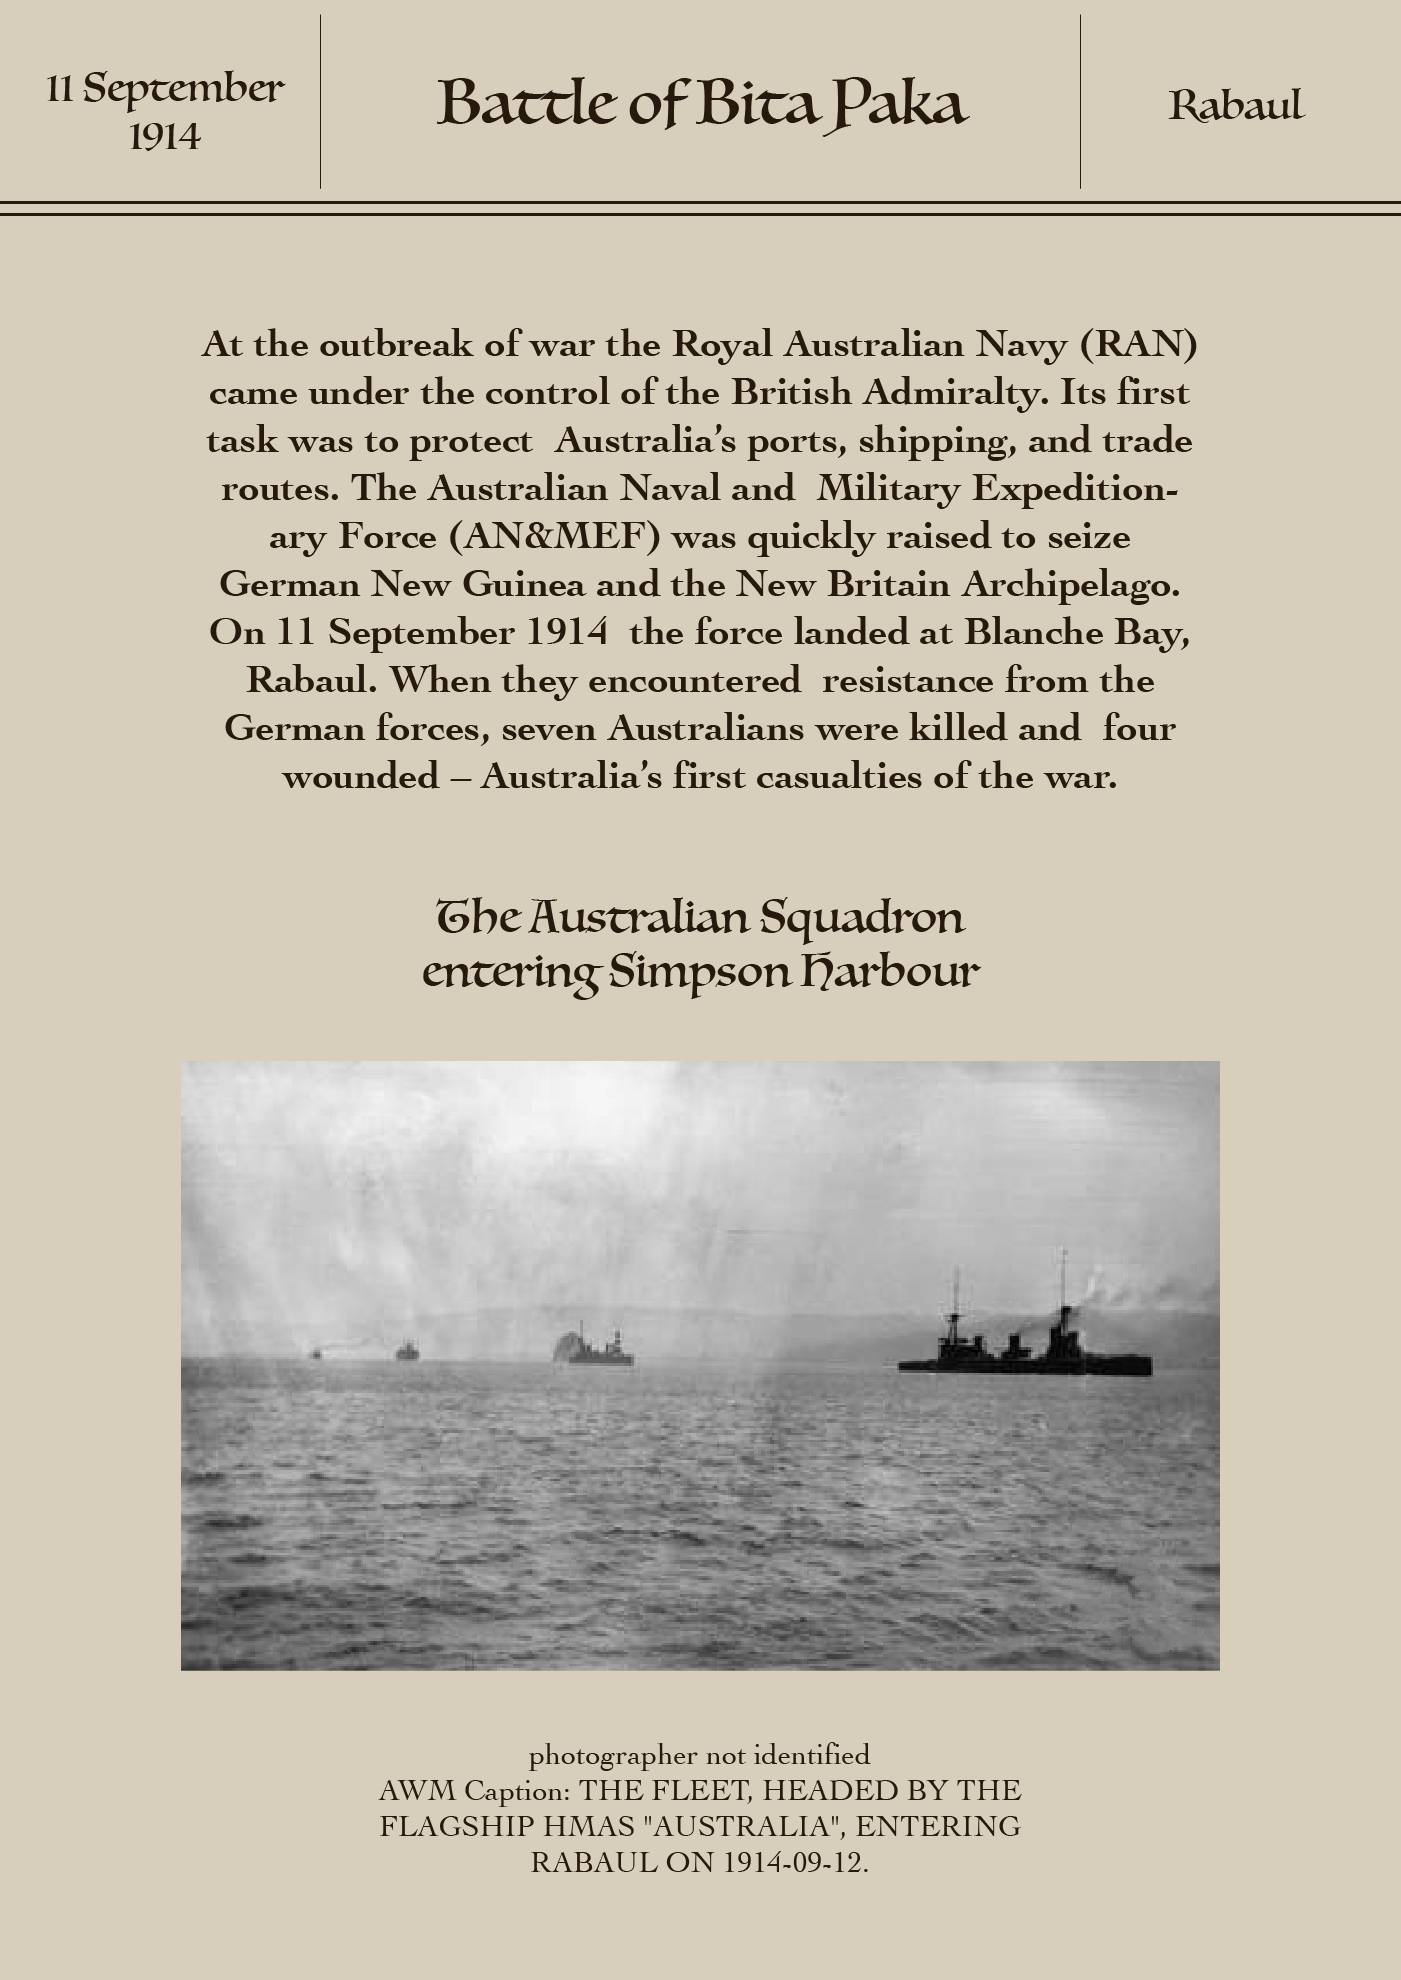 11 September
1914
Battle of Bita Paka
Rabaul
At the outbreak of war the Royal Australian Navy (RAN)
came under the control of the British Admiralty. Its first
task was to protect  Australia’s ports, shipping, and trade
routes. The Australian Naval and  Military Expedition-
ary Force (AN&MEF) was quickly raised to seize
German New Guinea and the New Britain Archipelago.
On 11 September 1914  the force landed at Blanche Bay,
Rabaul. When they encountered  resistance from the
German forces, seven Australians were killed and  four
wounded – Australia’s first casualties of the war.
The Australian Squadron
entering Simpson Harbour
photographer not identified
AWM Caption: THE FLEET, HEADED BY THE
FLAGSHIP HMAS "AUSTRALIA", ENTERING
RABAUL ON 1914-09-12.